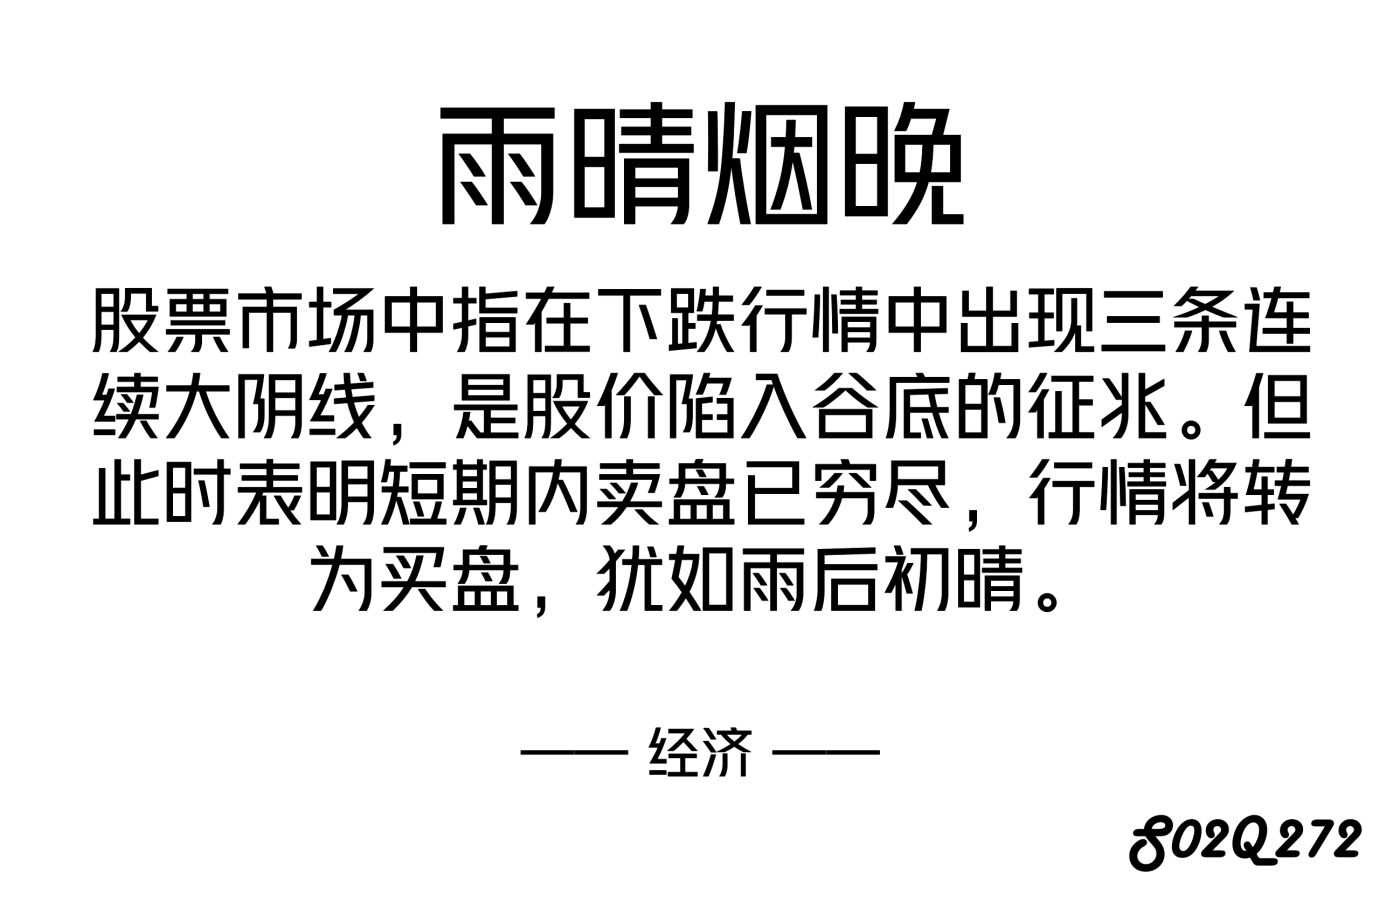 雨晴烟晚
股票市场中指在下跌行情中出现三条连
续大阴线，是股价陷入谷底的征兆。但
此时表明短期内卖盘已穷尽，行情将转
为买盘，犹如雨后初晴。
—— 经济 ——
S02Q272